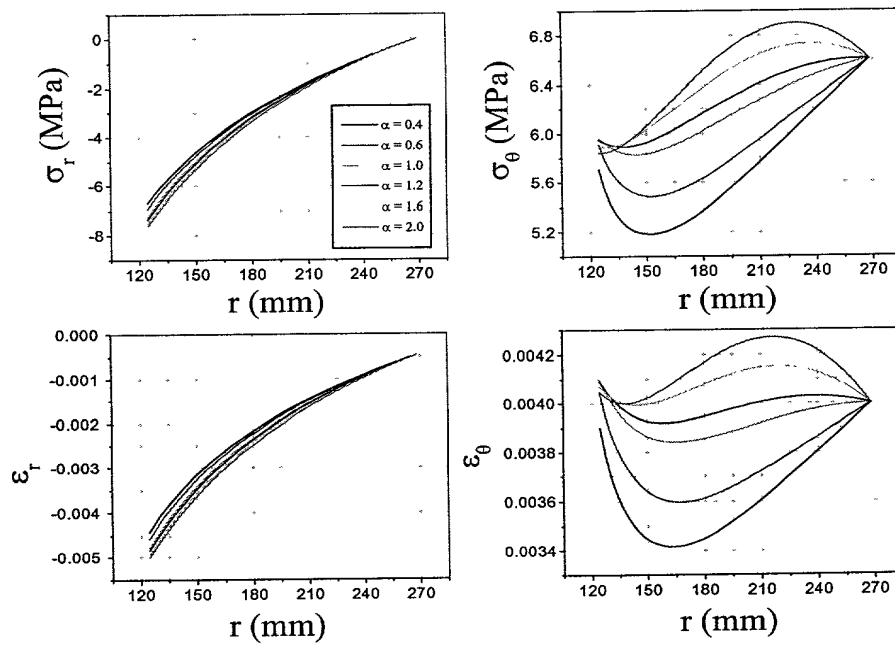 0
-2
-4
-6
-8
σr (MPa)
120 150 180 210 240 270
r (mm)
α = 0.4
α = 0.6
α = 1.0
α = 1.2
α = 1.6
α = 2.0
6.8
6.4
6.0
5.6
5.2
σθ (MPa)
120 150 180 210 240 270
r (mm)
0.000
-0.001
-0.002
-0.003
-0.004
-0.005
εr
120 150 180 210 240 270
r (mm)
0.0042
0.0040
0.0038
0.0036
0.0034
εθ
120 150 180 210 240 270
r (mm)